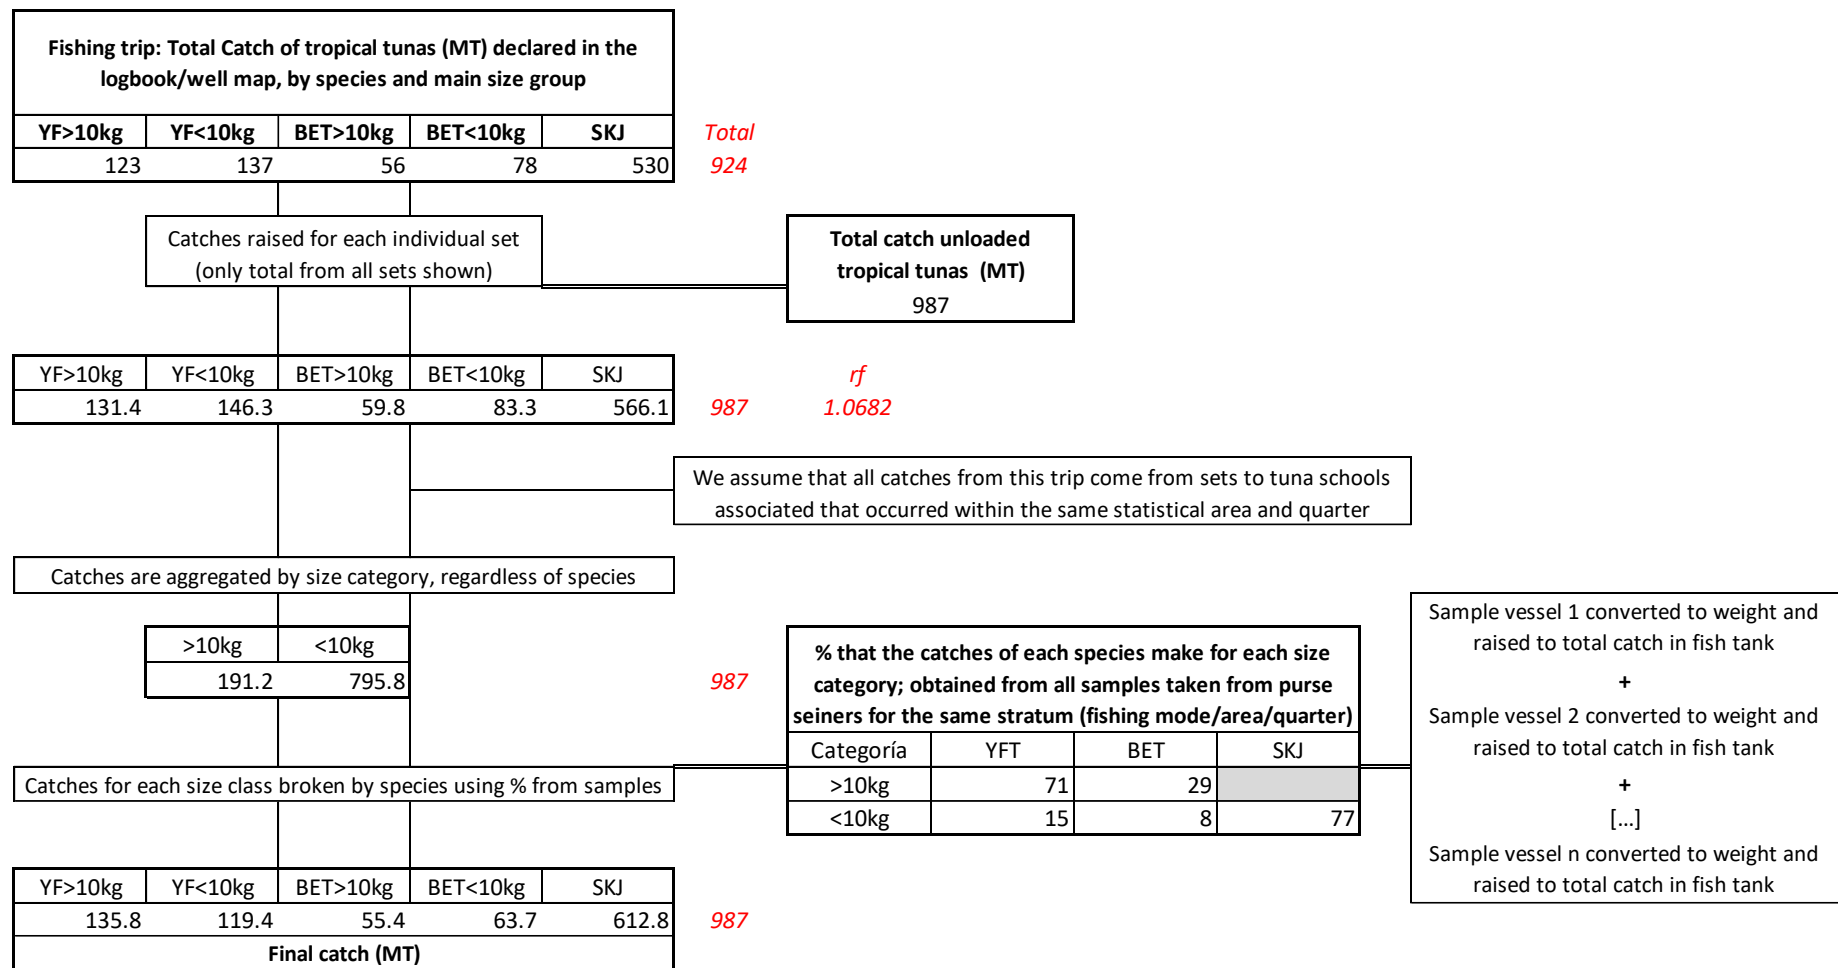 Fishing trip: Total Catch of tropical tunas (MT) declared in the
logbook/well map, by species and main size group
YF>10kg YF<10kg BET>10kg BET<10kg SKJ Total
123 137 56 78 530 924
Catches raised for each individual set
(only total from all sets shown)
Total catch unloaded
tropical tunas (MT)
987
YF>10kg YF<10kg BET>10kg BET<10kg SKJ rf
131.4 146.3 59.8 83.3 566.1 987 1.0682
We assume that all catches from this trip come from sets to tuna schools
associated that occurred within the same statistical area and quarter
Catches are aggregated by size category, regardless of species
>10kg <10kg
191.2 795.8 987
% that the catches of each species make for each size
category; obtained from all samples taken from purse
seiners for the same stratum (fishing mode/area/quarter)
Categoría YFT BET SKJ
>10kg 71 29
<10kg 15 8 77
Sample vessel 1 converted to weight and
raised to total catch in fish tank
+
Sample vessel 2 converted to weight and
raised to total catch in fish tank
+
[...]
Sample vessel n converted to weight and
raised to total catch in fish tank
Catches for each size class broken by species using % from samples
YF>10kg YF<10kg BET>10kg BET<10kg SKJ
135.8 119.4 55.4 63.7 612.8 987
Final catch (MT)